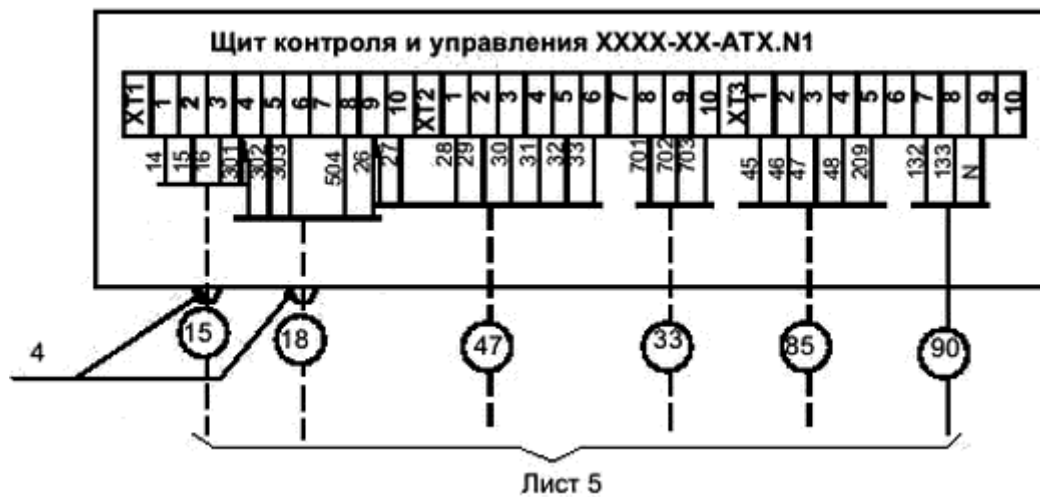 Щит контроля и управления XXXX-XX-ATX.N1
XT1 1 2 3 4 5 6 7 8 9 10 XT2 1 2 3 4 5 6 7 8 9 10 XT3 1 2 3 4 5 6 7 8 9 10
14 15 16 301 302 303 504 26 27 28 29 30 31 32 33 701 702 703 45 46 47 48 209 132 133 N
4 15 18 47 33 85 90
Лист 5